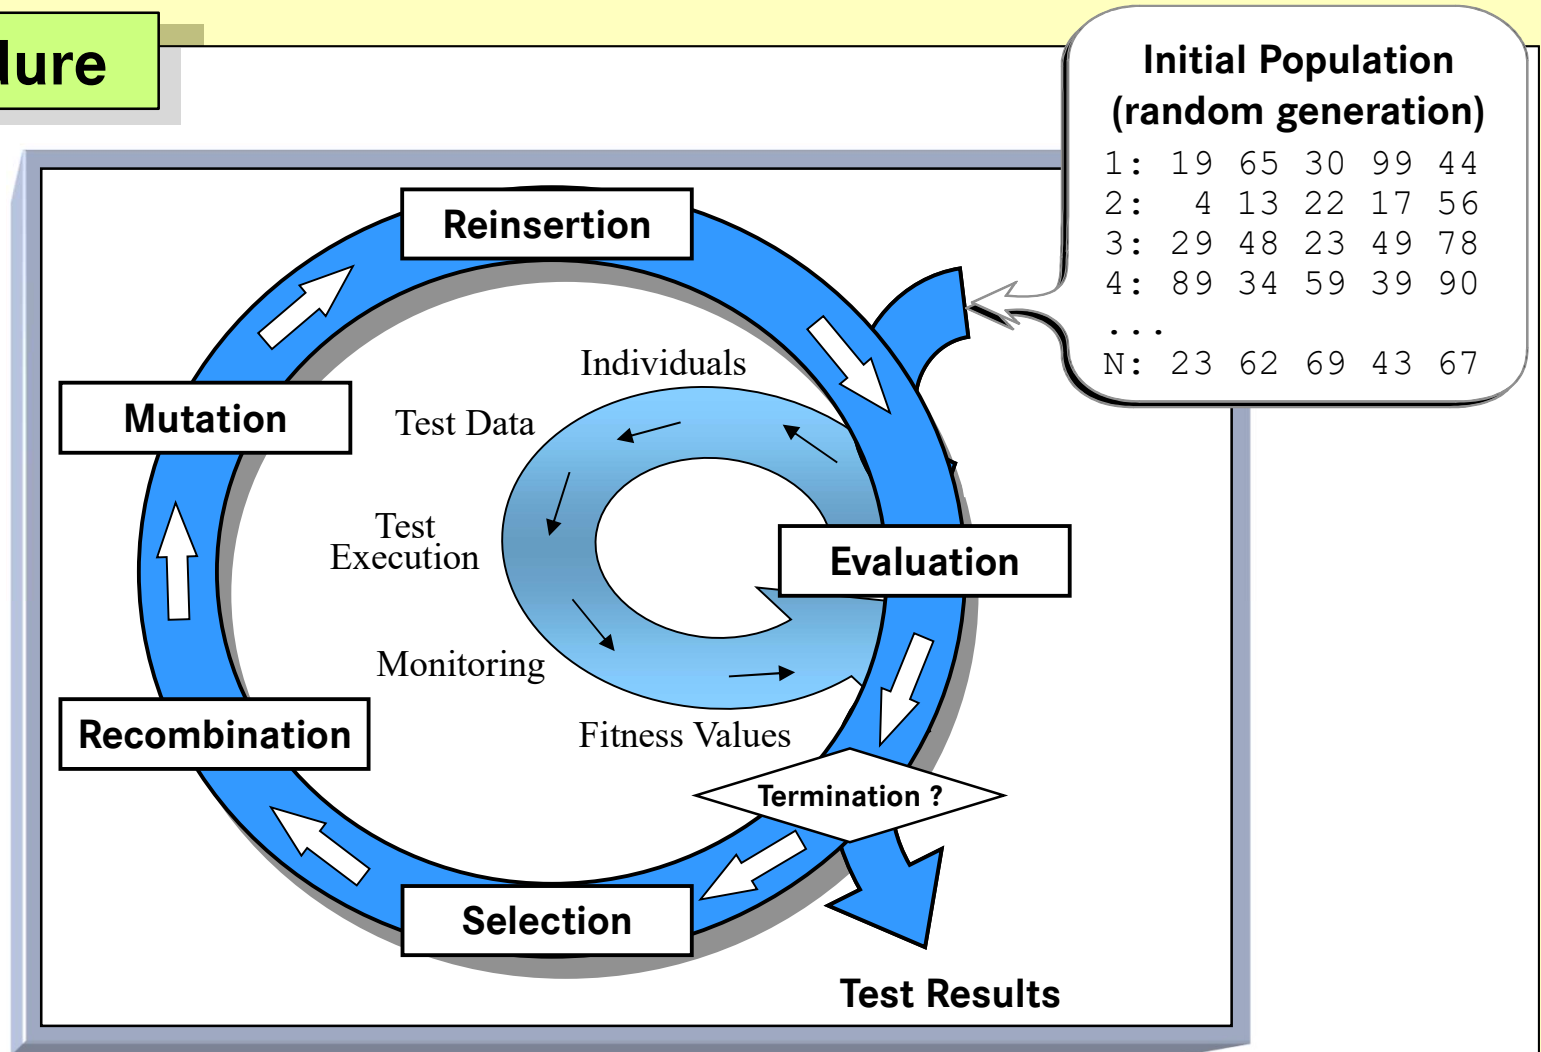 dure
Initial Population
(random generation)
1: 19 65 30 99 44
2: 4 13 22 17 56
3: 29 48 23 49 78
4: 89 34 59 39 90
...
N: 23 62 69 43 67
Reinsertion
Individuals
Test Data
Mutation
Test
Execution
Evaluation
Monitoring
Recombination
Fitness Values
Termination ?
Selection
Test Results